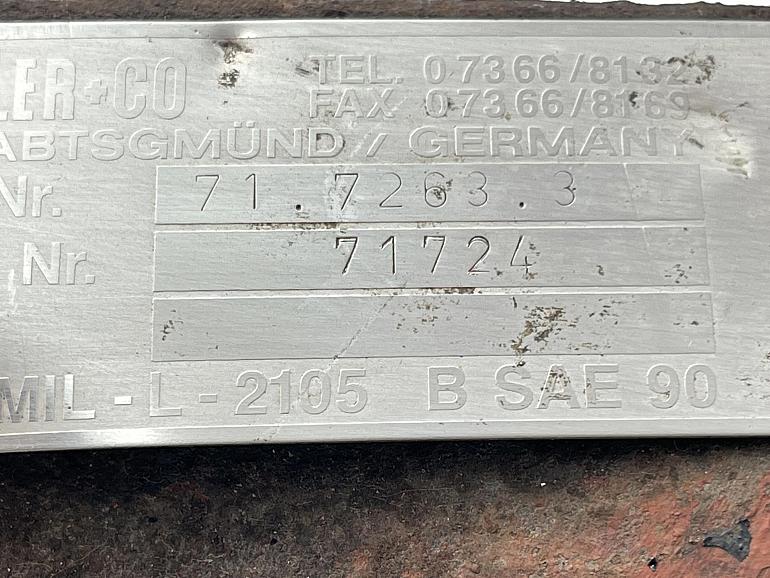 LER+CO TEL. 07366/8132
FAX 07366/8169
ABTSGMÜND // GERMANY
Nr. 71.7263.3
Nr. 71724
MIL-L-2105 B SAE 90